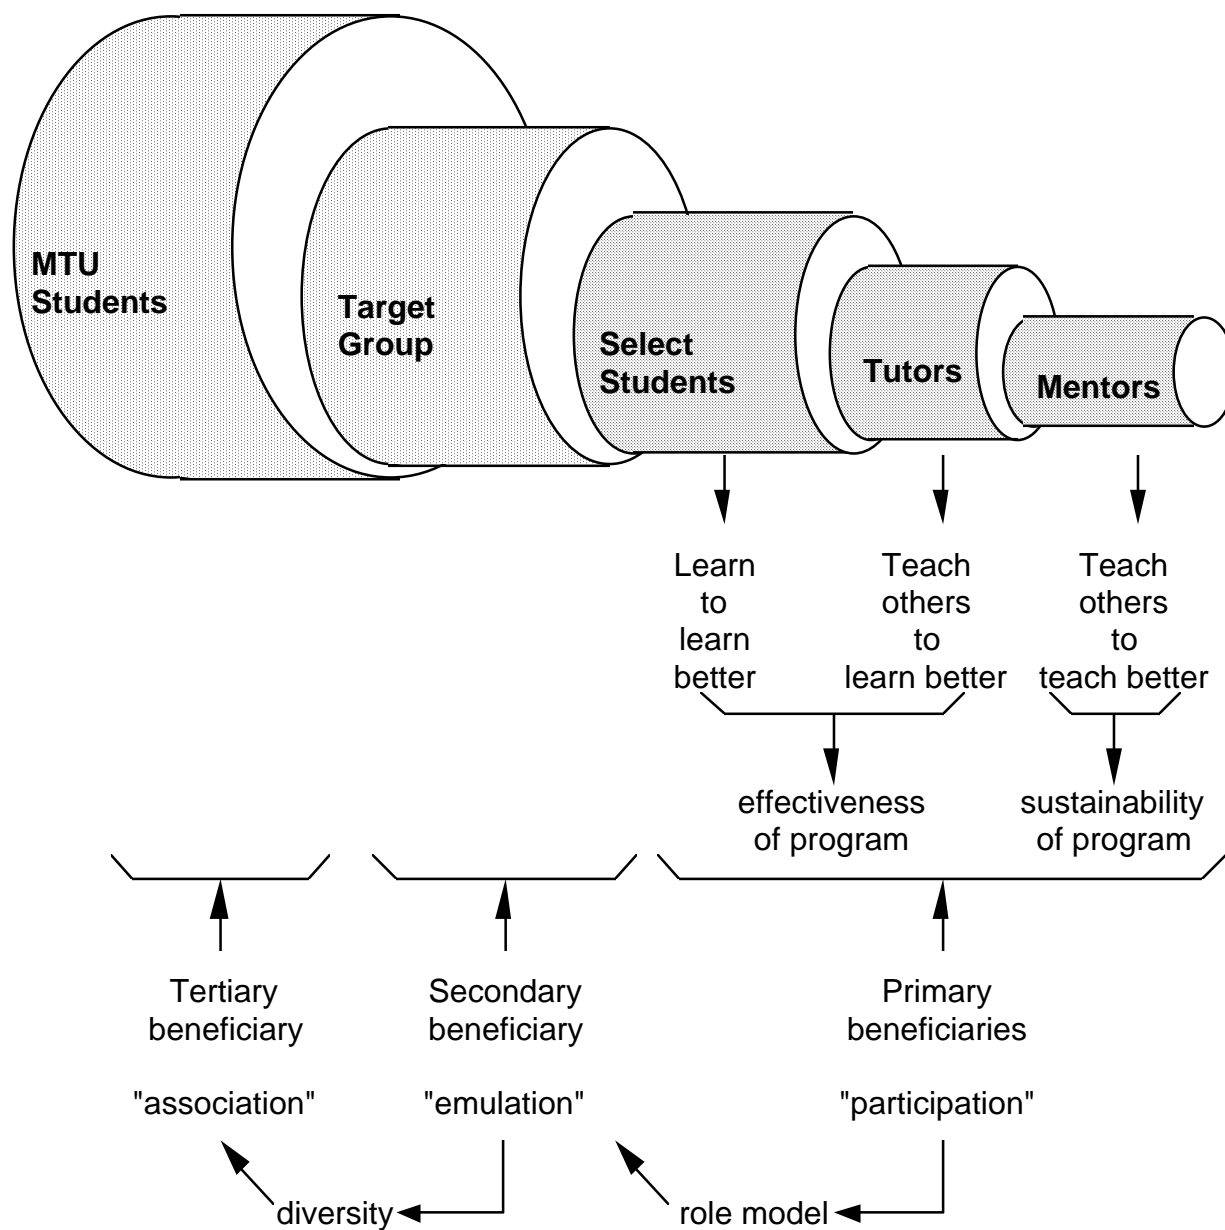 MTU
Students
Target
Group
Select
Students
Tutors
Mentors
Learn
to
learn
better
Teach
others
to
learn better
Teach
others
to
teach better
effectiveness
of program
sustainability
of program
Tertiary
beneficiary
"association"
Secondary
beneficiary
"emulation"
Primary
beneficiaries
"participation"
diversity
role model